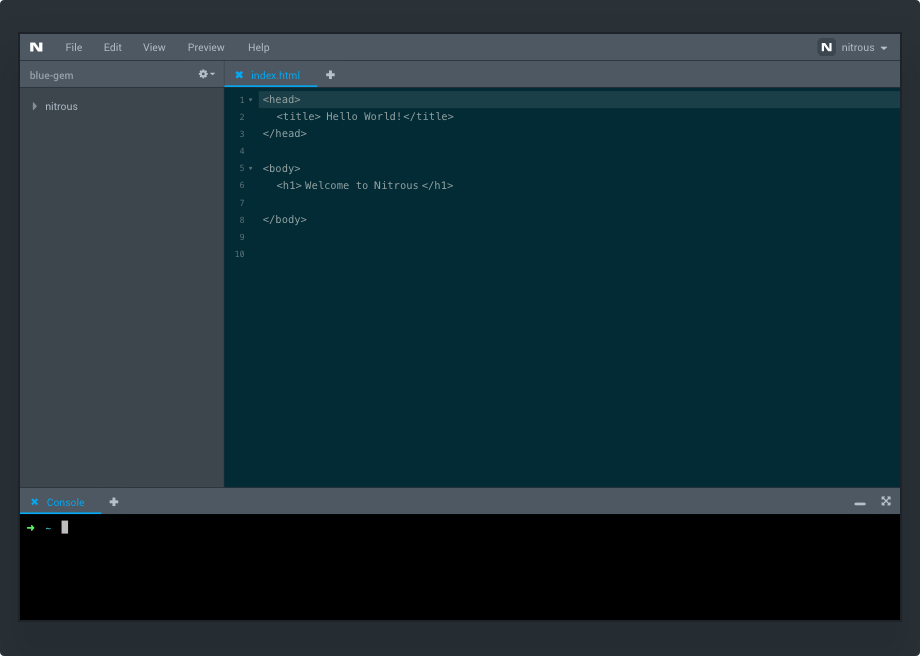 N File Edit View Preview Help N nitrous
blue-gem index.html
nitrous
1 <head>
2 <title> Hello World!</title>
3 </head>
4
5 <body>
6 <h1> Welcome to Nitrous </h1>
7
8 </body>
9
10
Console
~